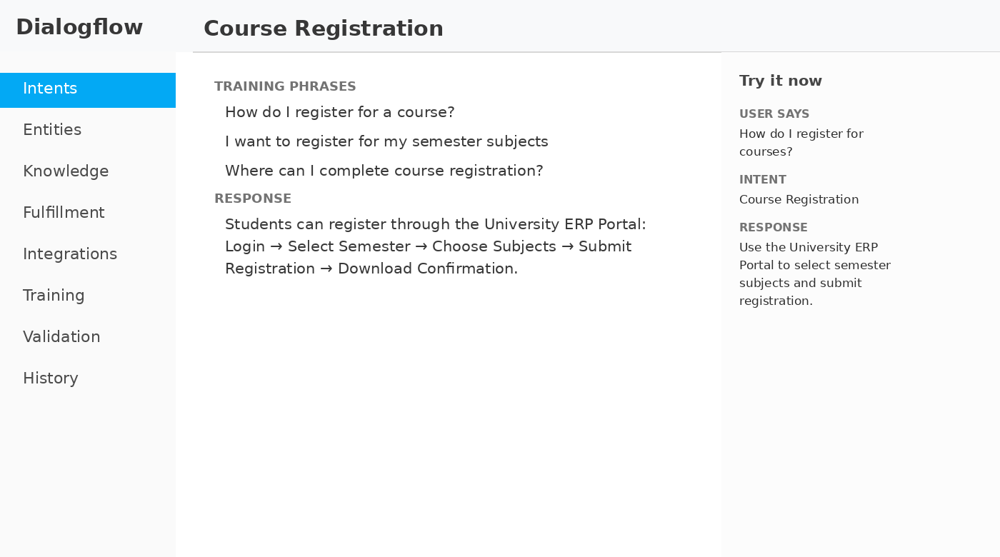 Dialogflow
Course Registration
Intents
Entities
Knowledge
Fulfillment
Integrations
Training
Validation
History
TRAINING PHRASES
How do I register for a course?
I want to register for my semester subjects
Where can I complete course registration?
RESPONSE
Students can register through the University ERP Portal:
Login → Select Semester → Choose Subjects → Submit
Registration → Download Confirmation.
Try it now
USER SAYS
How do I register for
courses?
INTENT
Course Registration
RESPONSE
Use the University ERP
Portal to select semester
subjects and submit
registration.